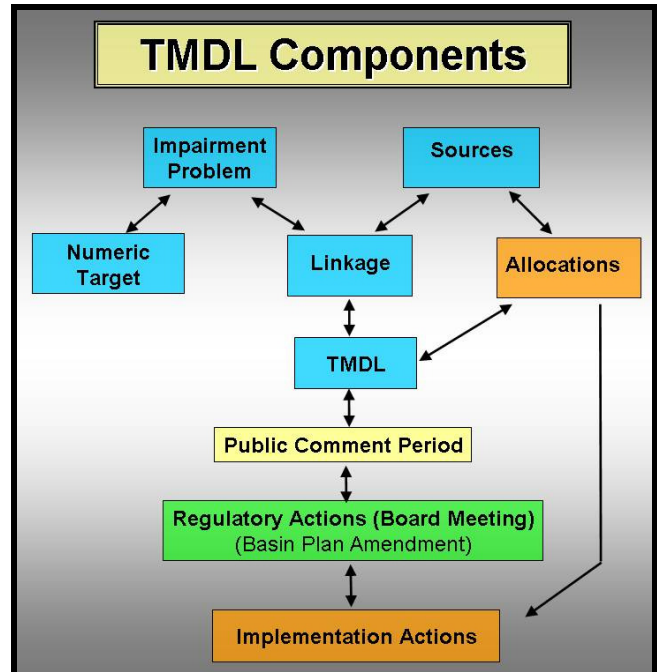 TMDL Components
Impairment
Problem
Sources
Numeric
Target
Linkage
Allocations
TMDL
Public Comment Period
Regulatory Actions (Board Meeting)
(Basin Plan Amendment)
Implementation Actions